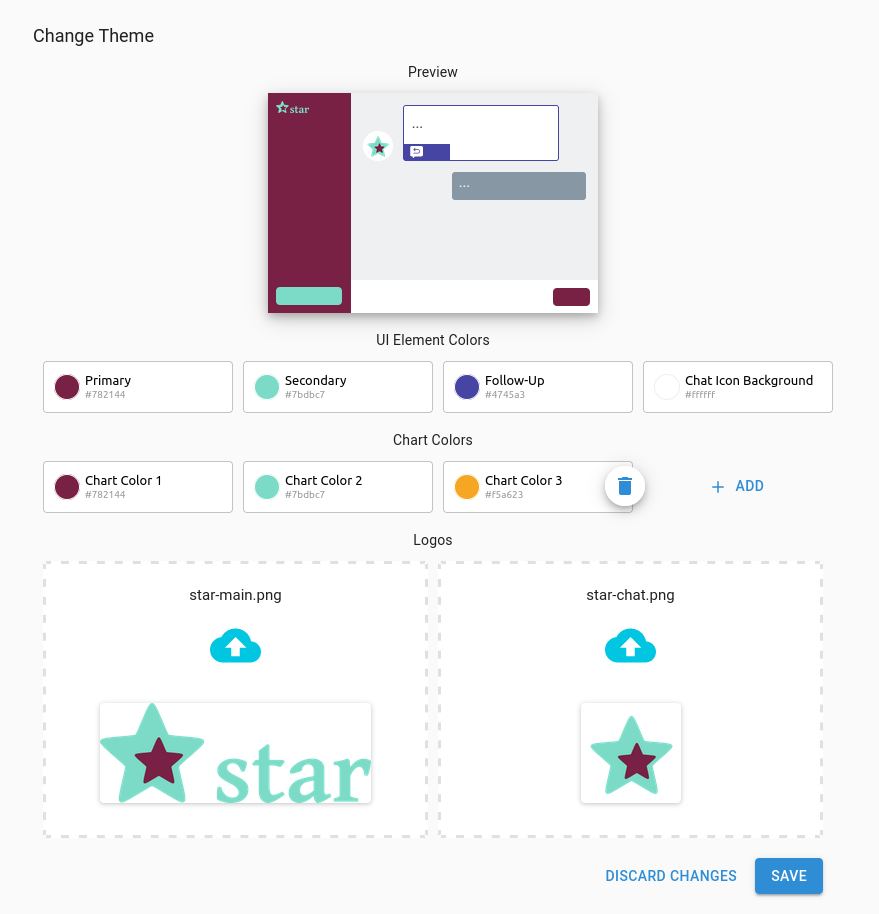 Change Theme
Preview
star
...
...
UI Element Colors
Primary
#782144
Secondary
#7bdbc7
Follow-Up
#4745a3
Chat Icon Background
#ffffff
Chart Colors
Chart Color 1
#782144
Chart Color 2
#7bdbc7
Chart Color 3
#f5a623
+ ADD
Logos
star-main.png
star-chat.png
star
DISCARD CHANGES
SAVE